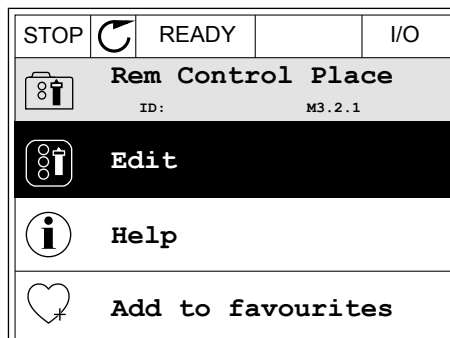 STOP READY I/O
Rem Control Place
ID: M3.2.1
Edit
Help
Add to favourites